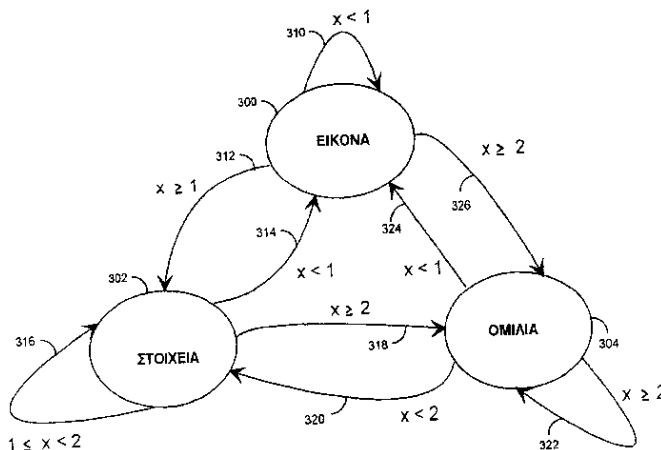 x < 1
310
300
ΕΙΚΟΝΑ
312
x ≥ 1
x ≥ 2
326
314
324
302
x < 1
x < 1
x ≥ 2
316
318
ΟΜΙΛΙΑ
304
ΣΤΟΙΧΕΙΑ
320
x < 2
x ≥ 2
322
1 ≤ x < 2